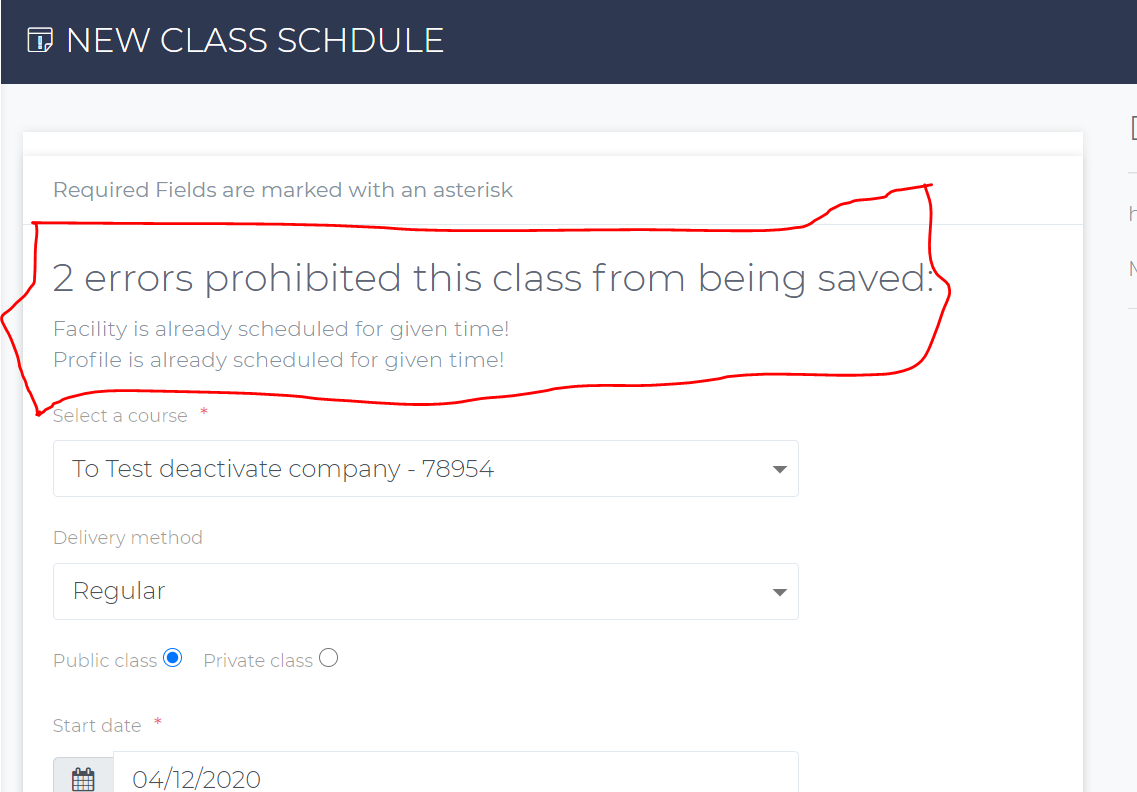 NEW CLASS SCHDULE
Required Fields are marked with an asterisk
2 errors prohibited this class from being saved:
Facility is already scheduled for given time!
Profile is already scheduled for given time!
Select a course *
To Test deactivate company - 78954
Delivery method
Regular
Public class Private class
Start date *
04/12/2020